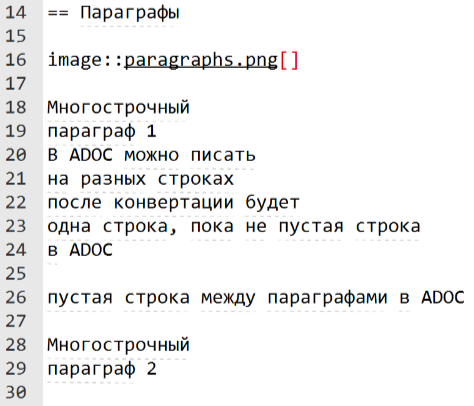 14 == Параграфы
15
16 image::paragraphs.png[]
17
18 Многострочный
19 параграф 1
20 В ADOC можно писать
21 на разных строках
22 после конвертации будет
23 одна строка, пока не пустая строка
24 в ADOC
25
26 пустая строка между параграфами в ADOC
27
28 Многострочный
29 параграф 2
30